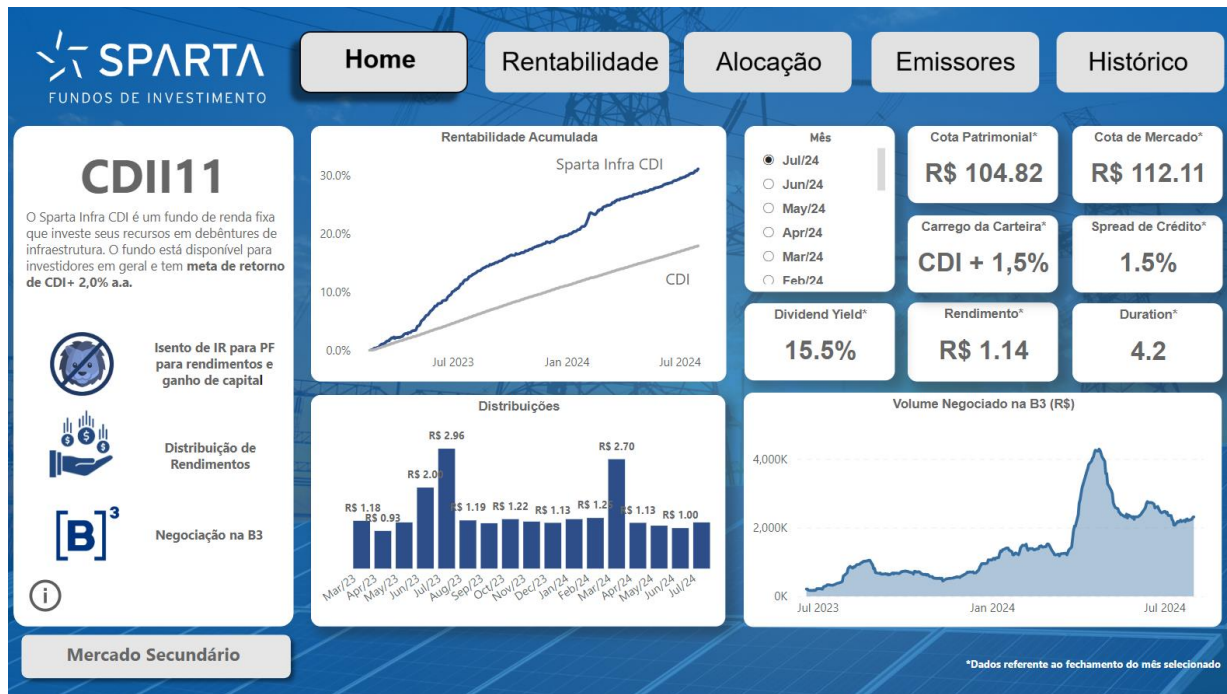 SPARTA
FUNDOS DE INVESTIMENTO
Home
Rentabilidade
Alocação
Emissores
Histórico
CDII11
O Sparta Infra CDI é um fundo de renda fixa
que investe seus recursos em debêntures de
infraestrutura. O fundo está disponível para
investidores em geral e tem meta de retorno
de CDI+ 2,0% a.a.
Isento de IR para PF
para rendimentos e
ganho de capital
Distribuição de
Rendimentos
[B]³
Negociação na B3
i
Mercado Secundário
Rentabilidade Acumulada
Sparta Infra CDI
CDI
30.0%
20.0%
10.0%
0.0%
Jul 2023
Jan 2024
Jul 2024
Mês
Jul/24
Jun/24
May/24
Apr/24
Mar/24
Feb/24
Cota Patrimonial*
R$ 104.82
Cota de Mercado*
R$ 112.11
Carrego da Carteira*
CDI + 1,5%
Spread de Crédito*
1.5%
Dividend Yield*
15.5%
Rendimento*
R$ 1.14
Duration*
4.2
Distribuições
R$ 1.18
R$ 0.93
R$ 2.00
R$ 2.96
R$ 1.19
R$ 1.22
R$ 1.13
R$ 1.25
R$ 2.70
R$ 1.13
R$ 1.00
Mar/23
Apr/23
May/23
Jun/23
Jul/23
Aug/23
Sep/23
Oct/23
Nov/23
Dec/23
Jan/24
Feb/24
Mar/24
Apr/24
May/24
Jun/24
Jul/24
Volume Negociado na B3 (R$)
4,000K
2,000K
0K
Jul 2023
Jan 2024
Jul 2024
*Dados referente ao fechamento do mês selecionado